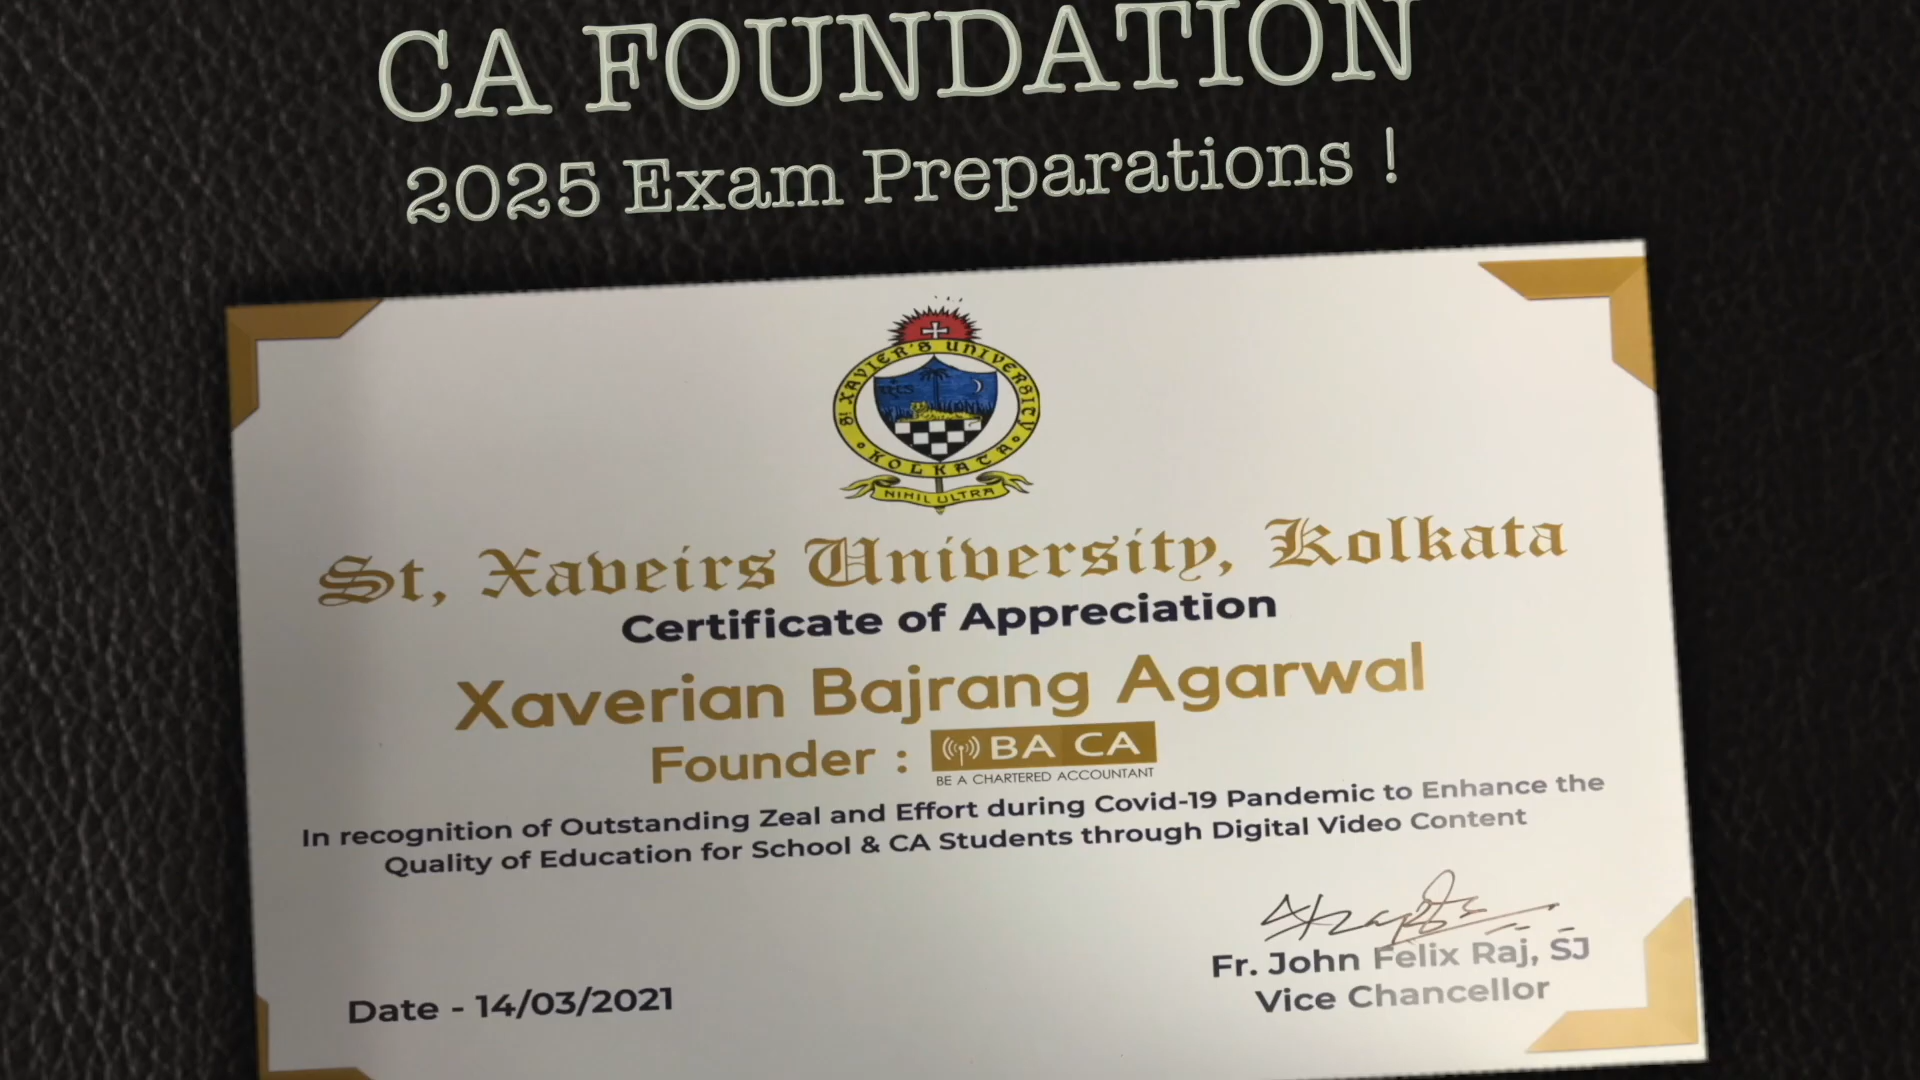 CA FOUNDATION
2025 Exam Preparations !
ST XAVIER'S UNIVERSITY
KOLKATA
NIHIL ULTRA
St, Xaveirs University, Kolkata
Certificate of Appreciation
Xaverian Bajrang Agarwal
Founder : BA CA
BE A CHARTERED ACCOUNTANT
In recognition of Outstanding Zeal and Effort during Covid-19 Pandemic to Enhance the
Quality of Education for School & CA Students through Digital Video Content
Fr. John Felix Raj, SJ
Date - 14/03/2021
Vice Chancellor